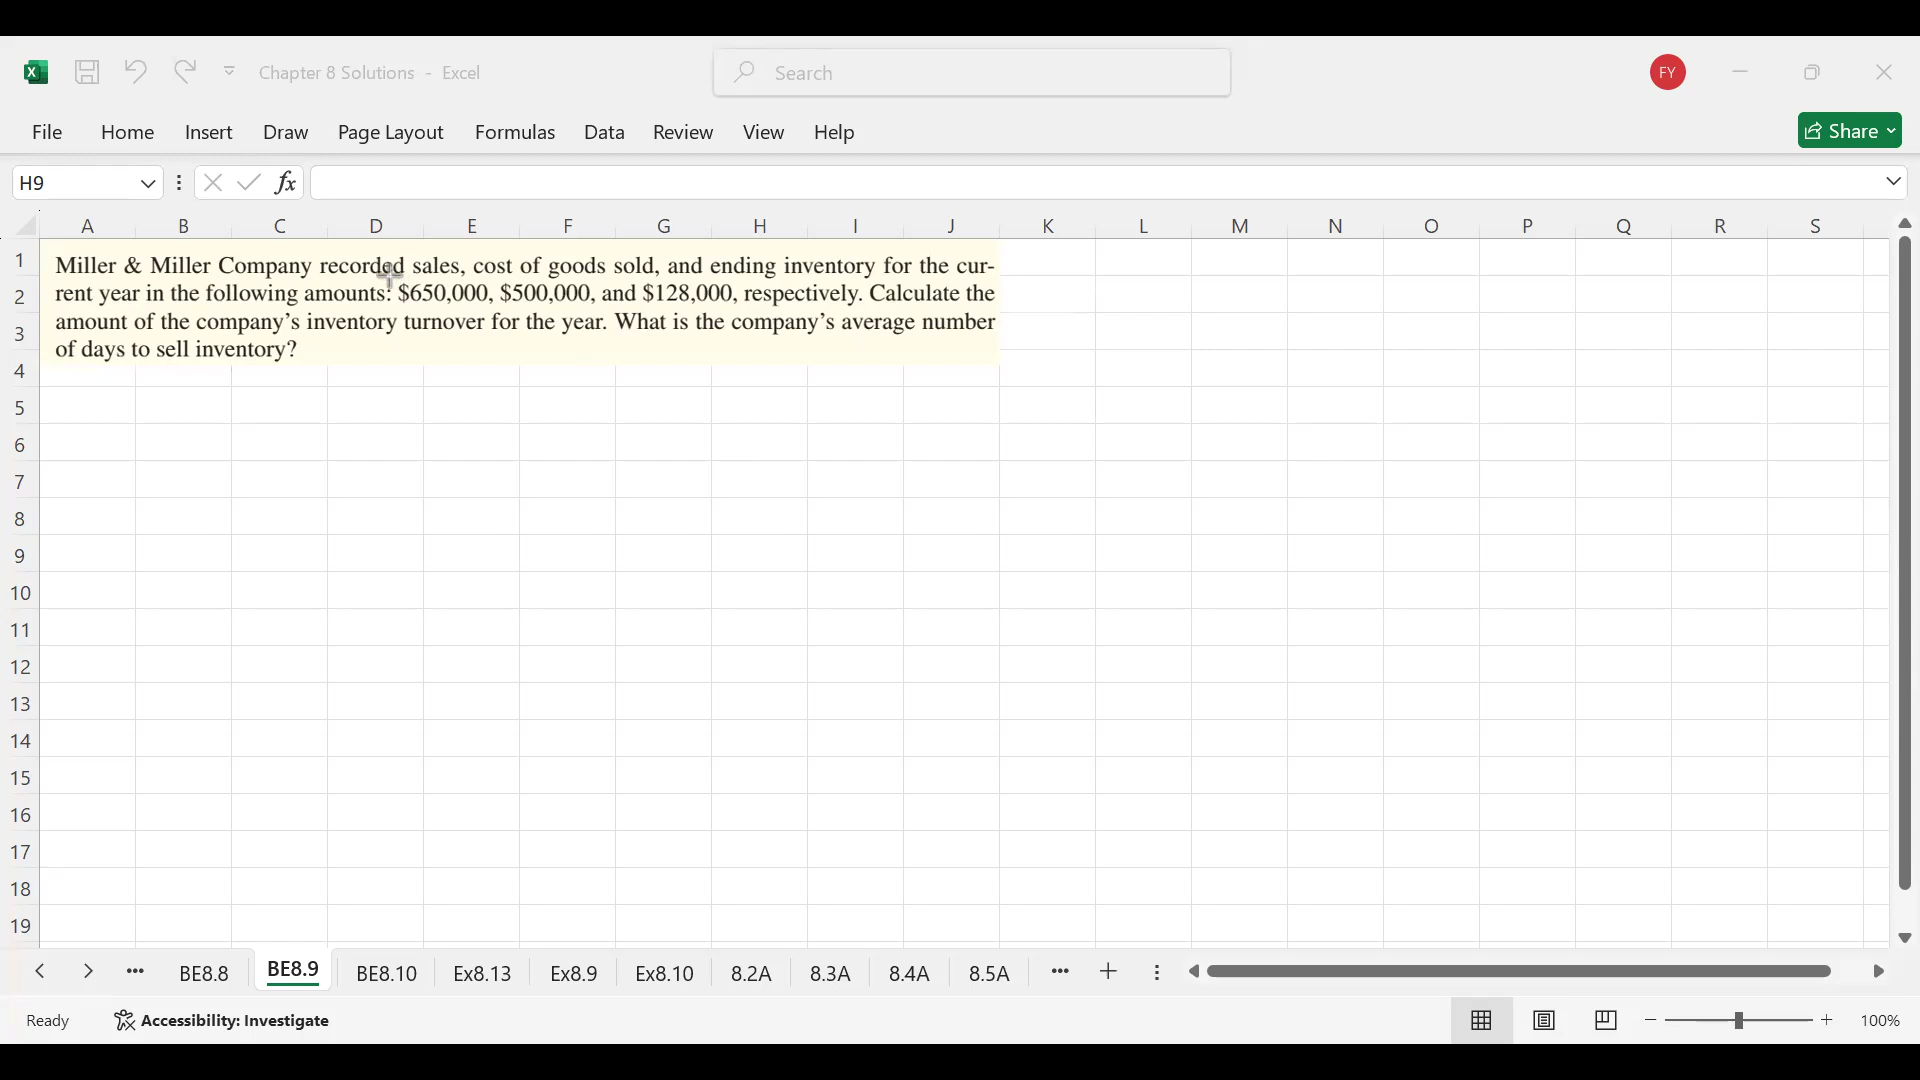 Chapter 8 Solutions - Excel
Search
FY
File Home Insert Draw Page Layout Formulas Data Review View Help
Share
H9
fx
A B C D E F G H I J K L M N O P Q R S
1
2
3
4
5
6
7
8
9
10
11
12
13
14
15
16
17
18
19
Miller & Miller Company recorded sales, cost of goods sold, and ending inventory for the cur-
rent year in the following amounts: $650,000, $500,000, and $128,000, respectively. Calculate the
amount of the company’s inventory turnover for the year. What is the company’s average number
of days to sell inventory?
BE8.8 BE8.9 BE8.10 Ex8.13 Ex8.9 Ex8.10 8.2A 8.3A 8.4A 8.5A
Ready Accessibility: Investigate 100%